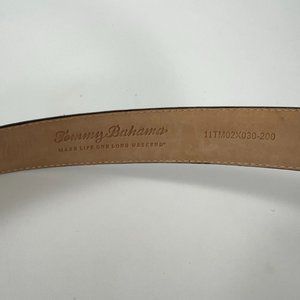 Tommy Bahama
MAKE LIFE ONE LONG WEEKEND®
11TM02X030-200